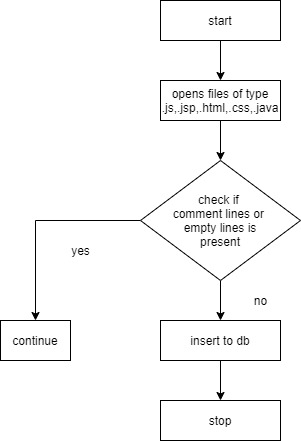 start
opens files of type
.js,.jsp,.html,.css,.java
check if
comment lines or
empty lines is
present
yes
no
continue
insert to db
stop